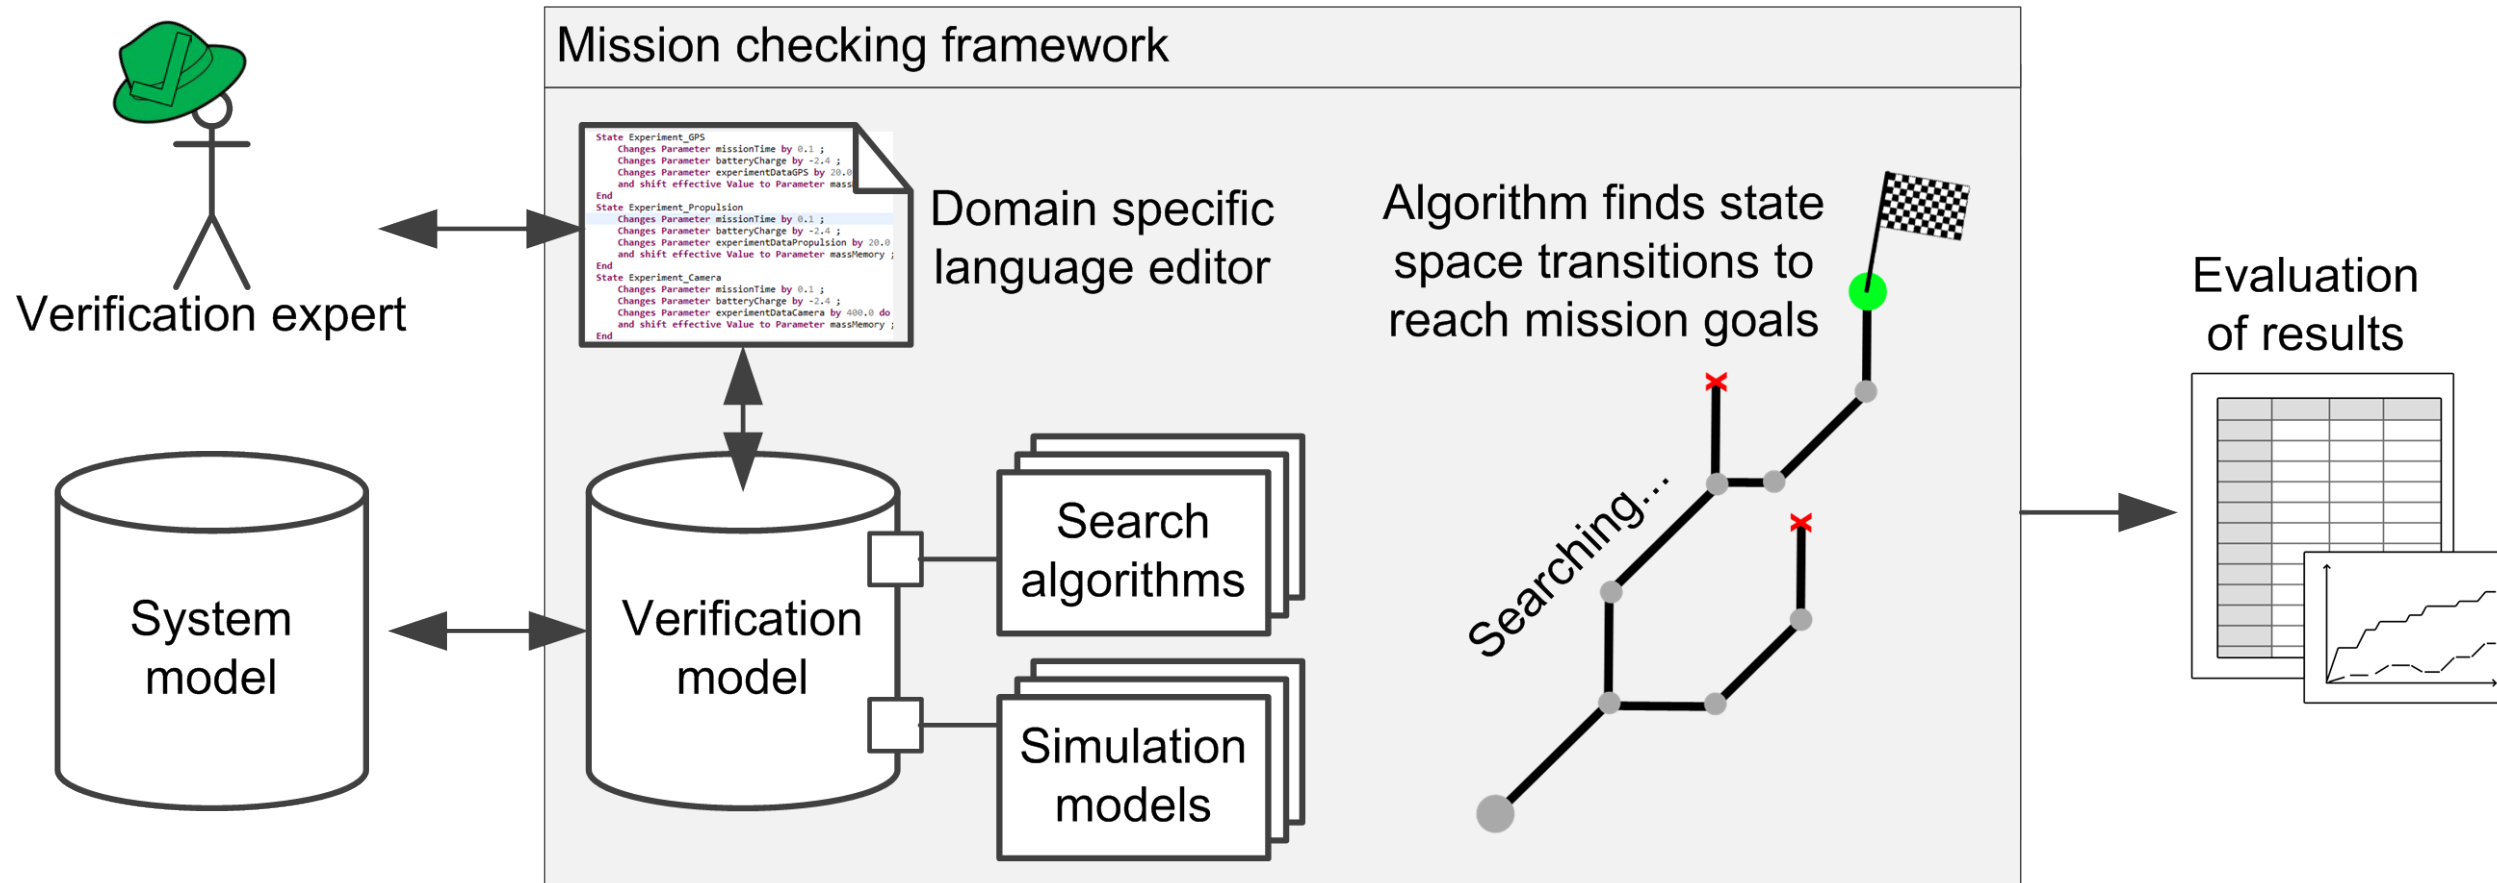 Mission checking framework
State Experiment_GPS
Changes Parameter missionTime by 0.1 ;
Changes Parameter batteryCharge by -2.4 ;
Changes Parameter experimentDataGPS by 20.0
and shift effective Value to Parameter
End
State Experiment_Propulsion
Changes Parameter missionTime by 0.1 ;
Changes Parameter batteryCharge by -2.4 ;
Changes Parameter experimentDataPropulsion by 20.0
and shift effective Value to Parameter massMemory ;
End
State Experiment_Camera
Changes Parameter missionTime by 0.1 ;
Changes Parameter batteryCharge by -2.4 ;
Changes Parameter experimentDataCamera by 400.0 do
and shift effective Value to Parameter massMemory ;
End
Verification expert
Domain specific
language editor
Algorithm finds state
space transitions to
reach mission goals
Evaluation
of results
System
model
Verification
model
Search
algorithms
Simulation
models
Searching...